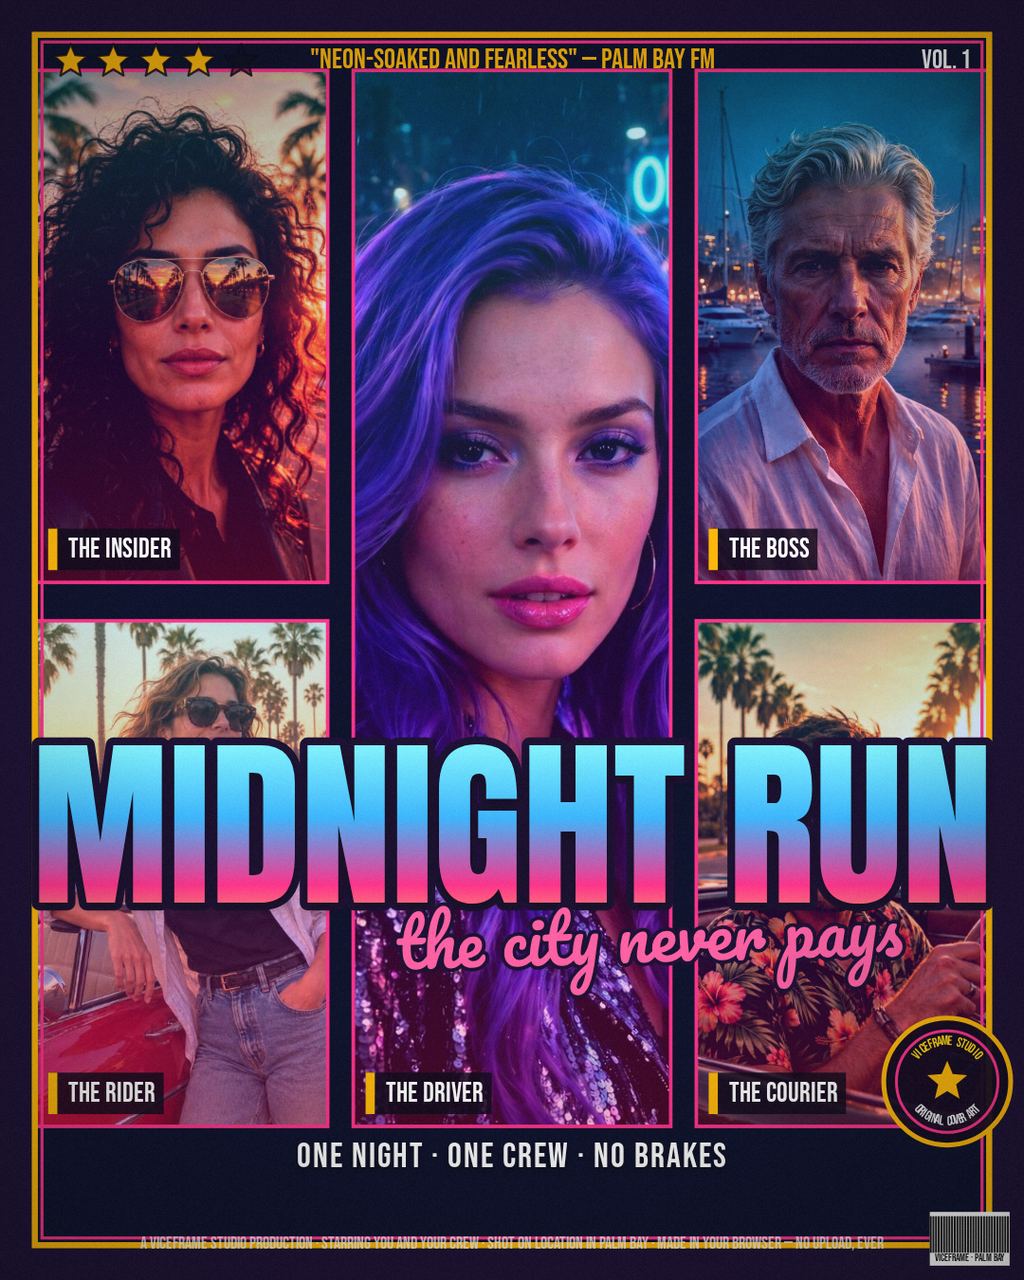 "NEON-SOAKED AND FEARLESS" — PALM BAY FM
VOL. 1
THE INSIDER
THE BOSS
MIDNIGHT RUN
the city never pays
THE RIDER
THE DRIVER
THE COURIER
VICEFRAME STUDIO
ORIGINAL COVER ART
ONE NIGHT · ONE CREW · NO BRAKES
A VICEFRAME STUDIO PRODUCTION · STARRING YOU AND YOUR CREW · SHOT ON LOCATION IN PALM BAY · MADE IN YOUR BROWSER — NO UPLOAD, EVER
VICEFRAME · PALM BAY